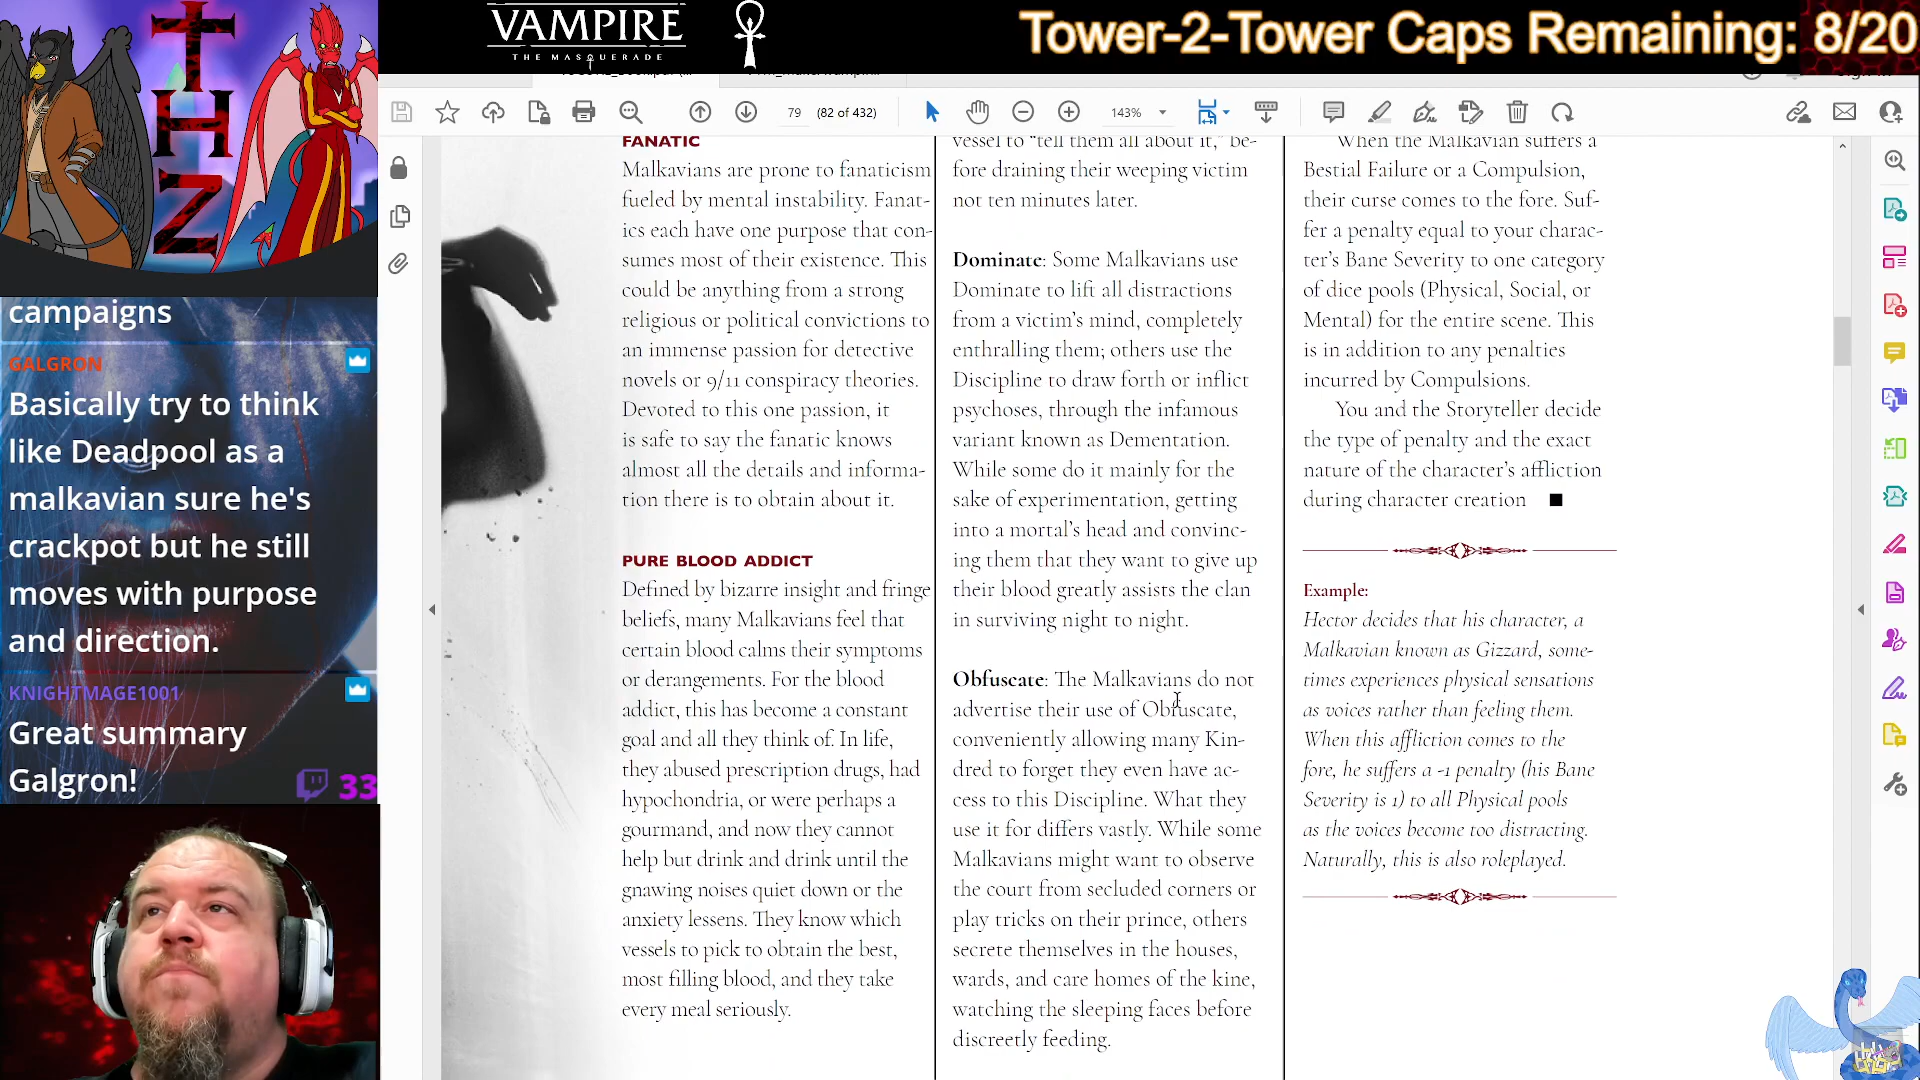 THZ
VAMPIRE
THE MASQUERADE
Tower-2-Tower Caps Remaining: 8/20
79 (82 of 432)
143%
campaigns
GALGRON
Basically try to think
like Deadpool as a
malkavian sure he's
crackpot but he still
moves with purpose
and direction.
KNIGHTMAGE1001
Great summary
Galgron!
33
FANATIC
Malkavians are prone to fanaticism
fueled by mental instability. Fanat-
ics each have one purpose that con-
sumes most of their existence. This
could be anything from a strong
religious or political convictions to
an immense passion for detective
novels or 9/11 conspiracy theories.
Devoted to this one passion, it
is safe to say the fanatic knows
almost all the details and informa-
tion there is to obtain about it.
PURE BLOOD ADDICT
Defined by bizarre insight and fringe
beliefs, many Malkavians feel that
certain blood calms their symptoms
or derangements. For the blood
addict, this has become a constant
goal and all they think of. In life,
they abused prescription drugs, had
hypochondria, or were perhaps a
gourmand, and now they cannot
help but drink and drink until the
gnawing noises quiet down or the
anxiety lessens. They know which
vessels to pick to obtain the best,
most filling blood, and they take
every meal seriously.
vessel to “tell them all about it,” be-
fore draining their weeping victim
not ten minutes later.
Dominate: Some Malkavians use
Dominate to lift all distractions
from a victim's mind, completely
enthralling them; others use the
Discipline to draw forth or inflict
psychoses, through the infamous
variant known as Dementation.
While some do it mainly for the
sake of experimentation, getting
into a mortal's head and convinc-
ing them that they want to give up
their blood greatly assists the clan
in surviving night to night.
Obfuscate: The Malkavians do not
advertise their use of Obfuscate,
conveniently allowing many Kin-
dred to forget they even have ac-
cess to this Discipline. What they
use it for differs vastly. While some
Malkavians might want to observe
the court from secluded corners or
play tricks on their prince, others
secrete themselves in the houses,
wards, and care homes of the kine,
watching the sleeping faces before
discreetly feeding.
When the Malkavian suffers a
Bestial Failure or a Compulsion,
their curse comes to the fore. Suf-
fer a penalty equal to your charac-
ter's Bane Severity to one category
of dice pools (Physical, Social, or
Mental) for the entire scene. This
is in addition to any penalties
incurred by Compulsions.
You and the Storyteller decide
the type of penalty and the exact
nature of the character's affliction
during character creation ■
Example:
Hector decides that his character, a
Malkavian known as Gizzard, some-
times experiences physical sensations
as voices rather than feeling them.
When this affliction comes to the
fore, he suffers a -1 penalty (his Bane
Severity is 1) to all Physical pools
as the voices become too distracting.
Naturally, this is also roleplayed.